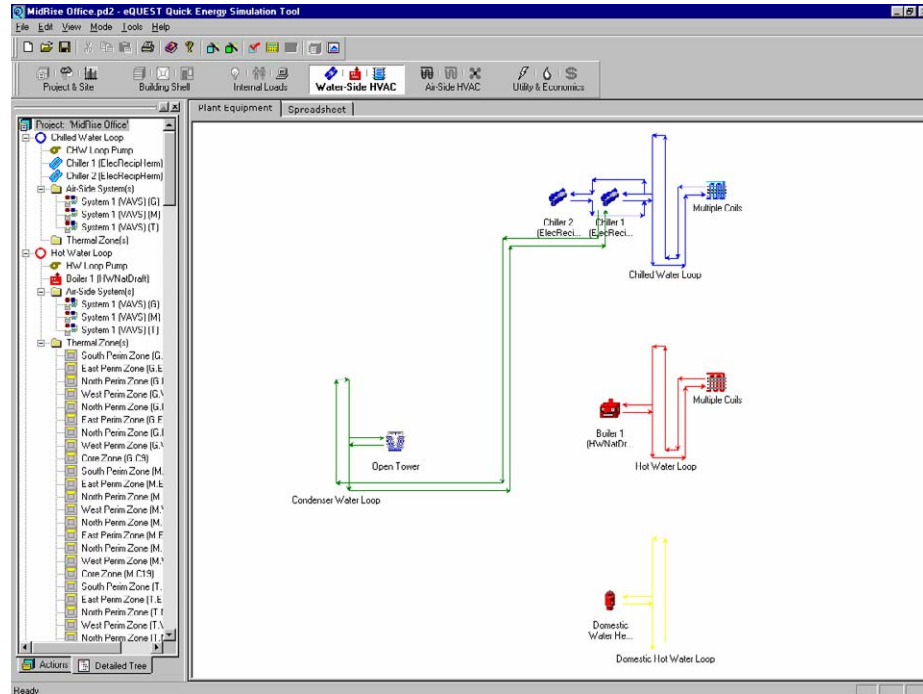 MidRise Office.pd2 - eQUEST Quick Energy Simulation Tool
File Edit View Mode Tools Help
Project & Site Building Shell Internal Loads Water-Side HVAC Air-Side HVAC Utility & Economics
Plant Equipment Spreadsheet
Project: 'MidRise Office'
Chilled Water Loop
CHW Loop Pump
Chiller 1 (ElecRecipHerm)
Chiller 2 (ElecRecipHerm)
Air-Side System(s)
System 1 (VAVS) (G)
System 1 (VAVS) (M)
System 1 (VAVS) (T)
Thermal Zone(s)
Hot Water Loop
HW Loop Pump
Boiler 1 (HWNatDraft)
Air-Side System(s)
System 1 (VAVS) (G)
System 1 (VAVS) (M)
System 1 (VAVS) (T)
Thermal Zone(s)
South Perim Zone (G.
East Perim Zone (G.E
North Perim Zone (G.I
West Perim Zone (G.V
North Perim Zone (G.I
East Perim Zone (G.E
North Perim Zone (G.I
West Perim Zone (G.V
Core Zone (G.C9)
South Perim Zone (M.
East Perim Zone (M.E
North Perim Zone (M.
West Perim Zone (M.V
North Perim Zone (M.
East Perim Zone (M.E
North Perim Zone (M.
West Perim Zone (M.V
Core Zone (M.C19)
South Perim Zone (T.
East Perim Zone (T.E
North Perim Zone (T.I
West Perim Zone (T.V
North Perim Zone (T.I
Actions Detailed Tree
Ready
Chiller 2
(ElecReci...
Chiller 1
(ElecReci...
Multiple Coils
Chilled Water Loop
Multiple Coils
Boiler 1
(HWNatDr...
Hot Water Loop
Open Tower
Condenser Water Loop
Domestic
Water He...
Domestic Hot Water Loop